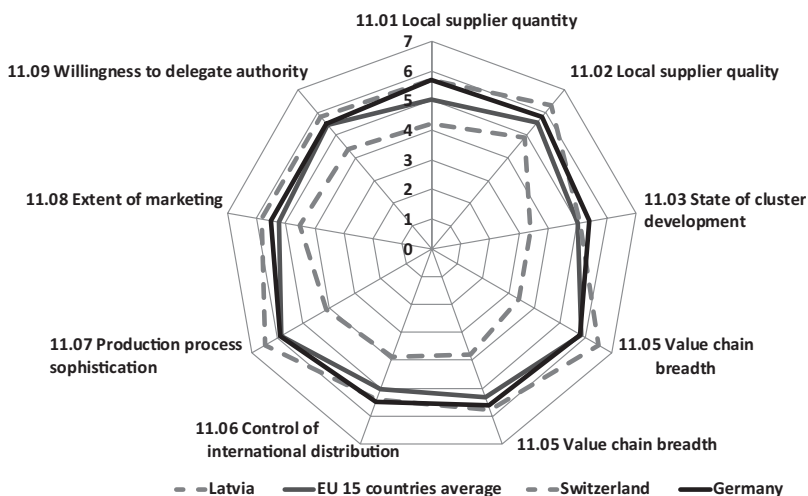 11.01 Local supplier quantity
7
11.09 Willingness to delegate authority
6
11.02 Local supplier quality
5
4
3
11.08 Extent of marketing
2
11.03 State of cluster
development
1
0
11.07 Production process
sophistication
11.05 Value chain
breadth
11.06 Control of
international distribution
11.05 Value chain breadth
Latvia
EU 15 countries average
Switzerland
Germany